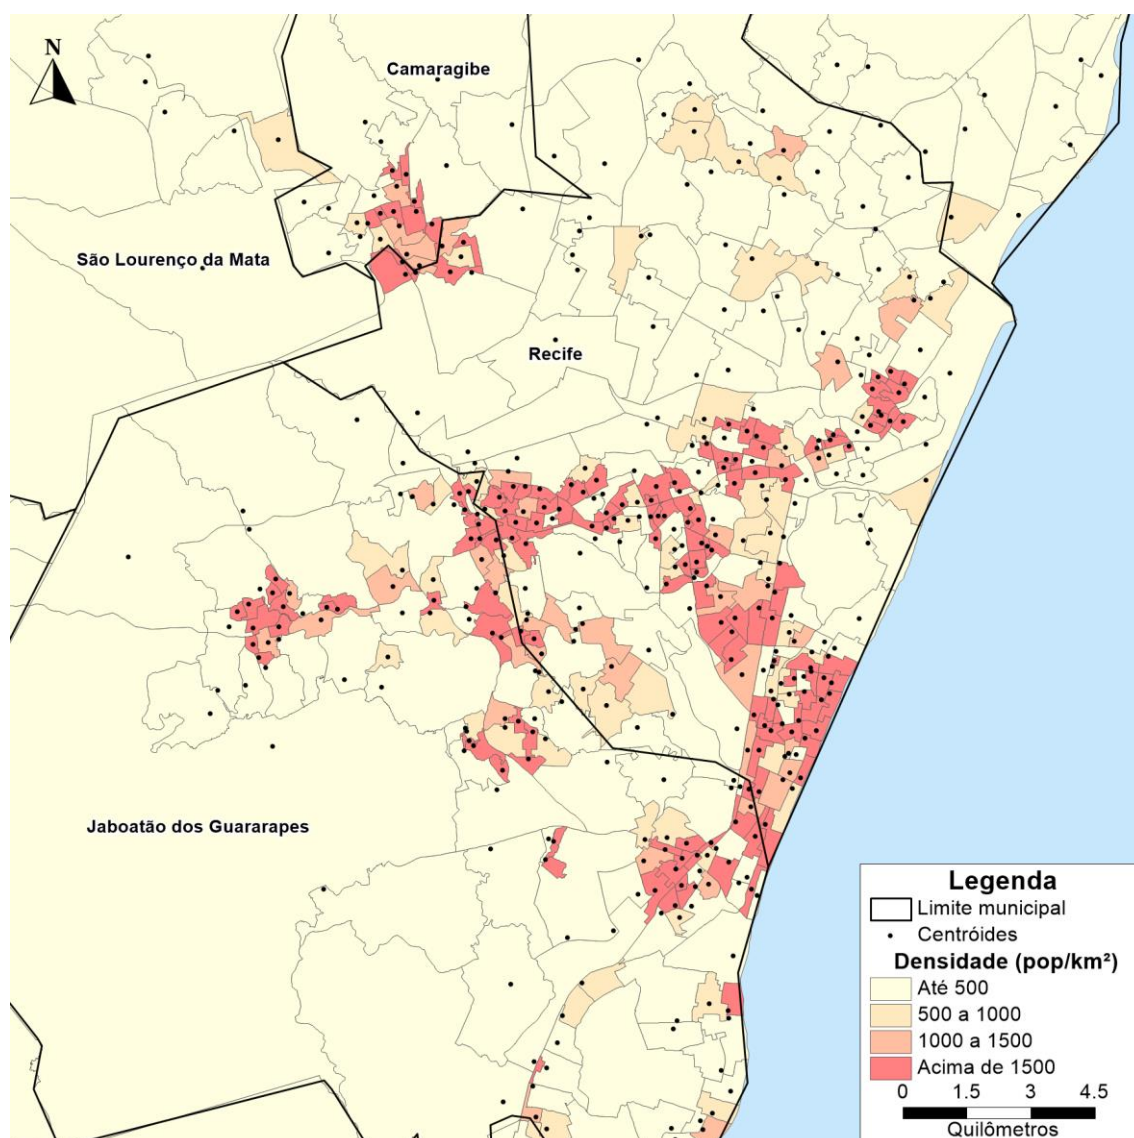 N
Camaragibe
São Lourenço da Mata
Recife
Jaboatão dos Guararapes
Legenda
Limite municipal
Centróides
Densidade (pop/km²)
Até 500
500 a 1000
1000 a 1500
Acima de 1500
0 1.5 3 4.5
Quilômetros